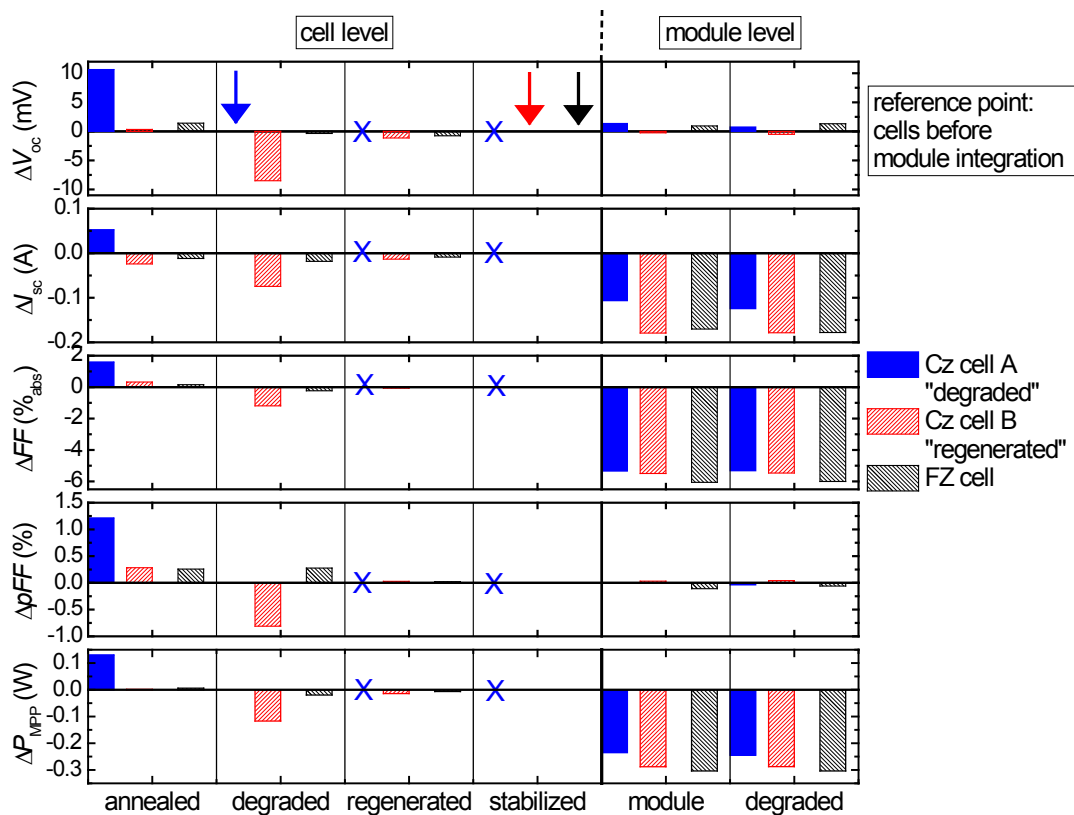 cell level
module level
ΔVoc (mV)
10
5
0
-5
-10
reference point:
cells before
module integration
ΔIsc (A)
0.1
0.0
-0.1
-0.2
ΔFF (%abs)
2
0
-2
-4
-6
Cz cell A
"degraded"
Cz cell B
"regenerated"
FZ cell
ΔpFF (%)
1.5
1.0
0.5
0.0
-0.5
-1.0
ΔPMPP (W)
0.1
0.0
-0.1
-0.2
-0.3
X X
X X
X X
X X
X X
annealed degraded regenerated stabilized module degraded